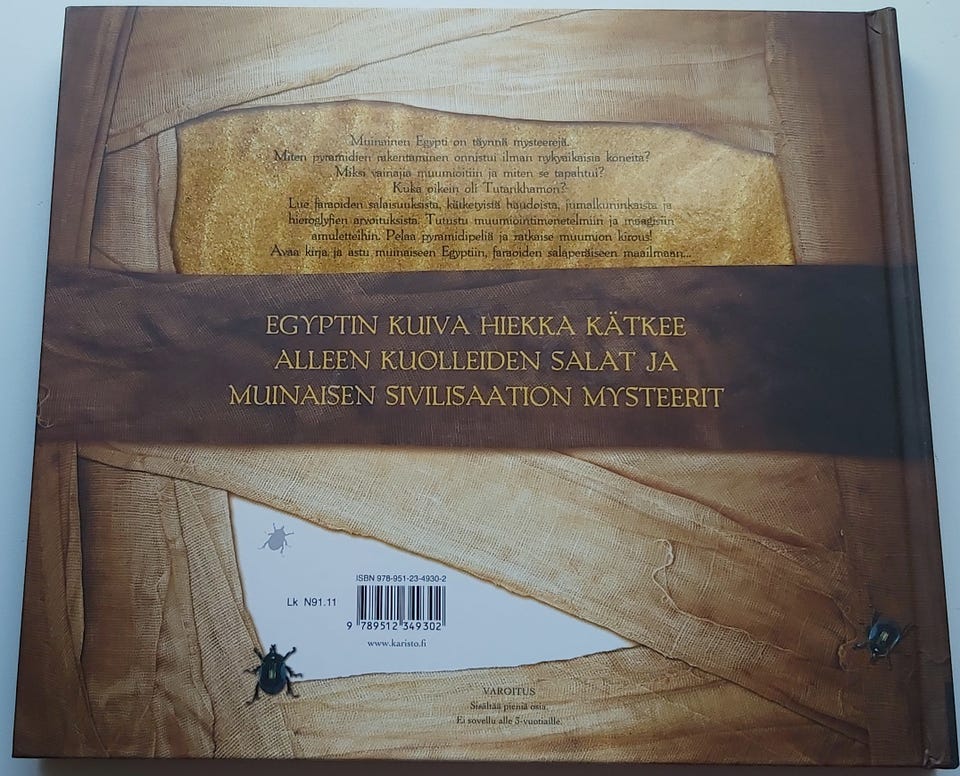 Muinainen Egypti on täynnä mysteerejä.
Miten pyramidien rakentaminen onnistui ilman nykyaikaisia koneita?
Miksi vainajia muumioitiin ja miten se tapahtui?
Kuka oikein oli Tutankhamon?
Lue faraoiden salaisuuksista, kätketyistä haudoista, jumalkuninkaista ja
hieroglyfien arvoituksista. Tutustu muumiointimenetelmiin ja maagisiin
amuletteihin. Pelaa pyramidipeliä ja ratkaise muumion kirous!
Avaa kirja ja astu muinaiseen Egyptiin, faraoiden salaperäiseen maailmaan...
EGYPTIN KUIVA HIEKKA KÄTKEE
ALLEEN KUOLLEIDEN SALAT JA
MUINAISEN SIVILISAATION MYSTEERIT
ISBN 978-951-23-4930-2
Lk N91.11
9 789512 349302
www.karisto.fi
VAROITUS
Sisältää pieniä osia.
Ei sovellu alle 3-vuotiaille.